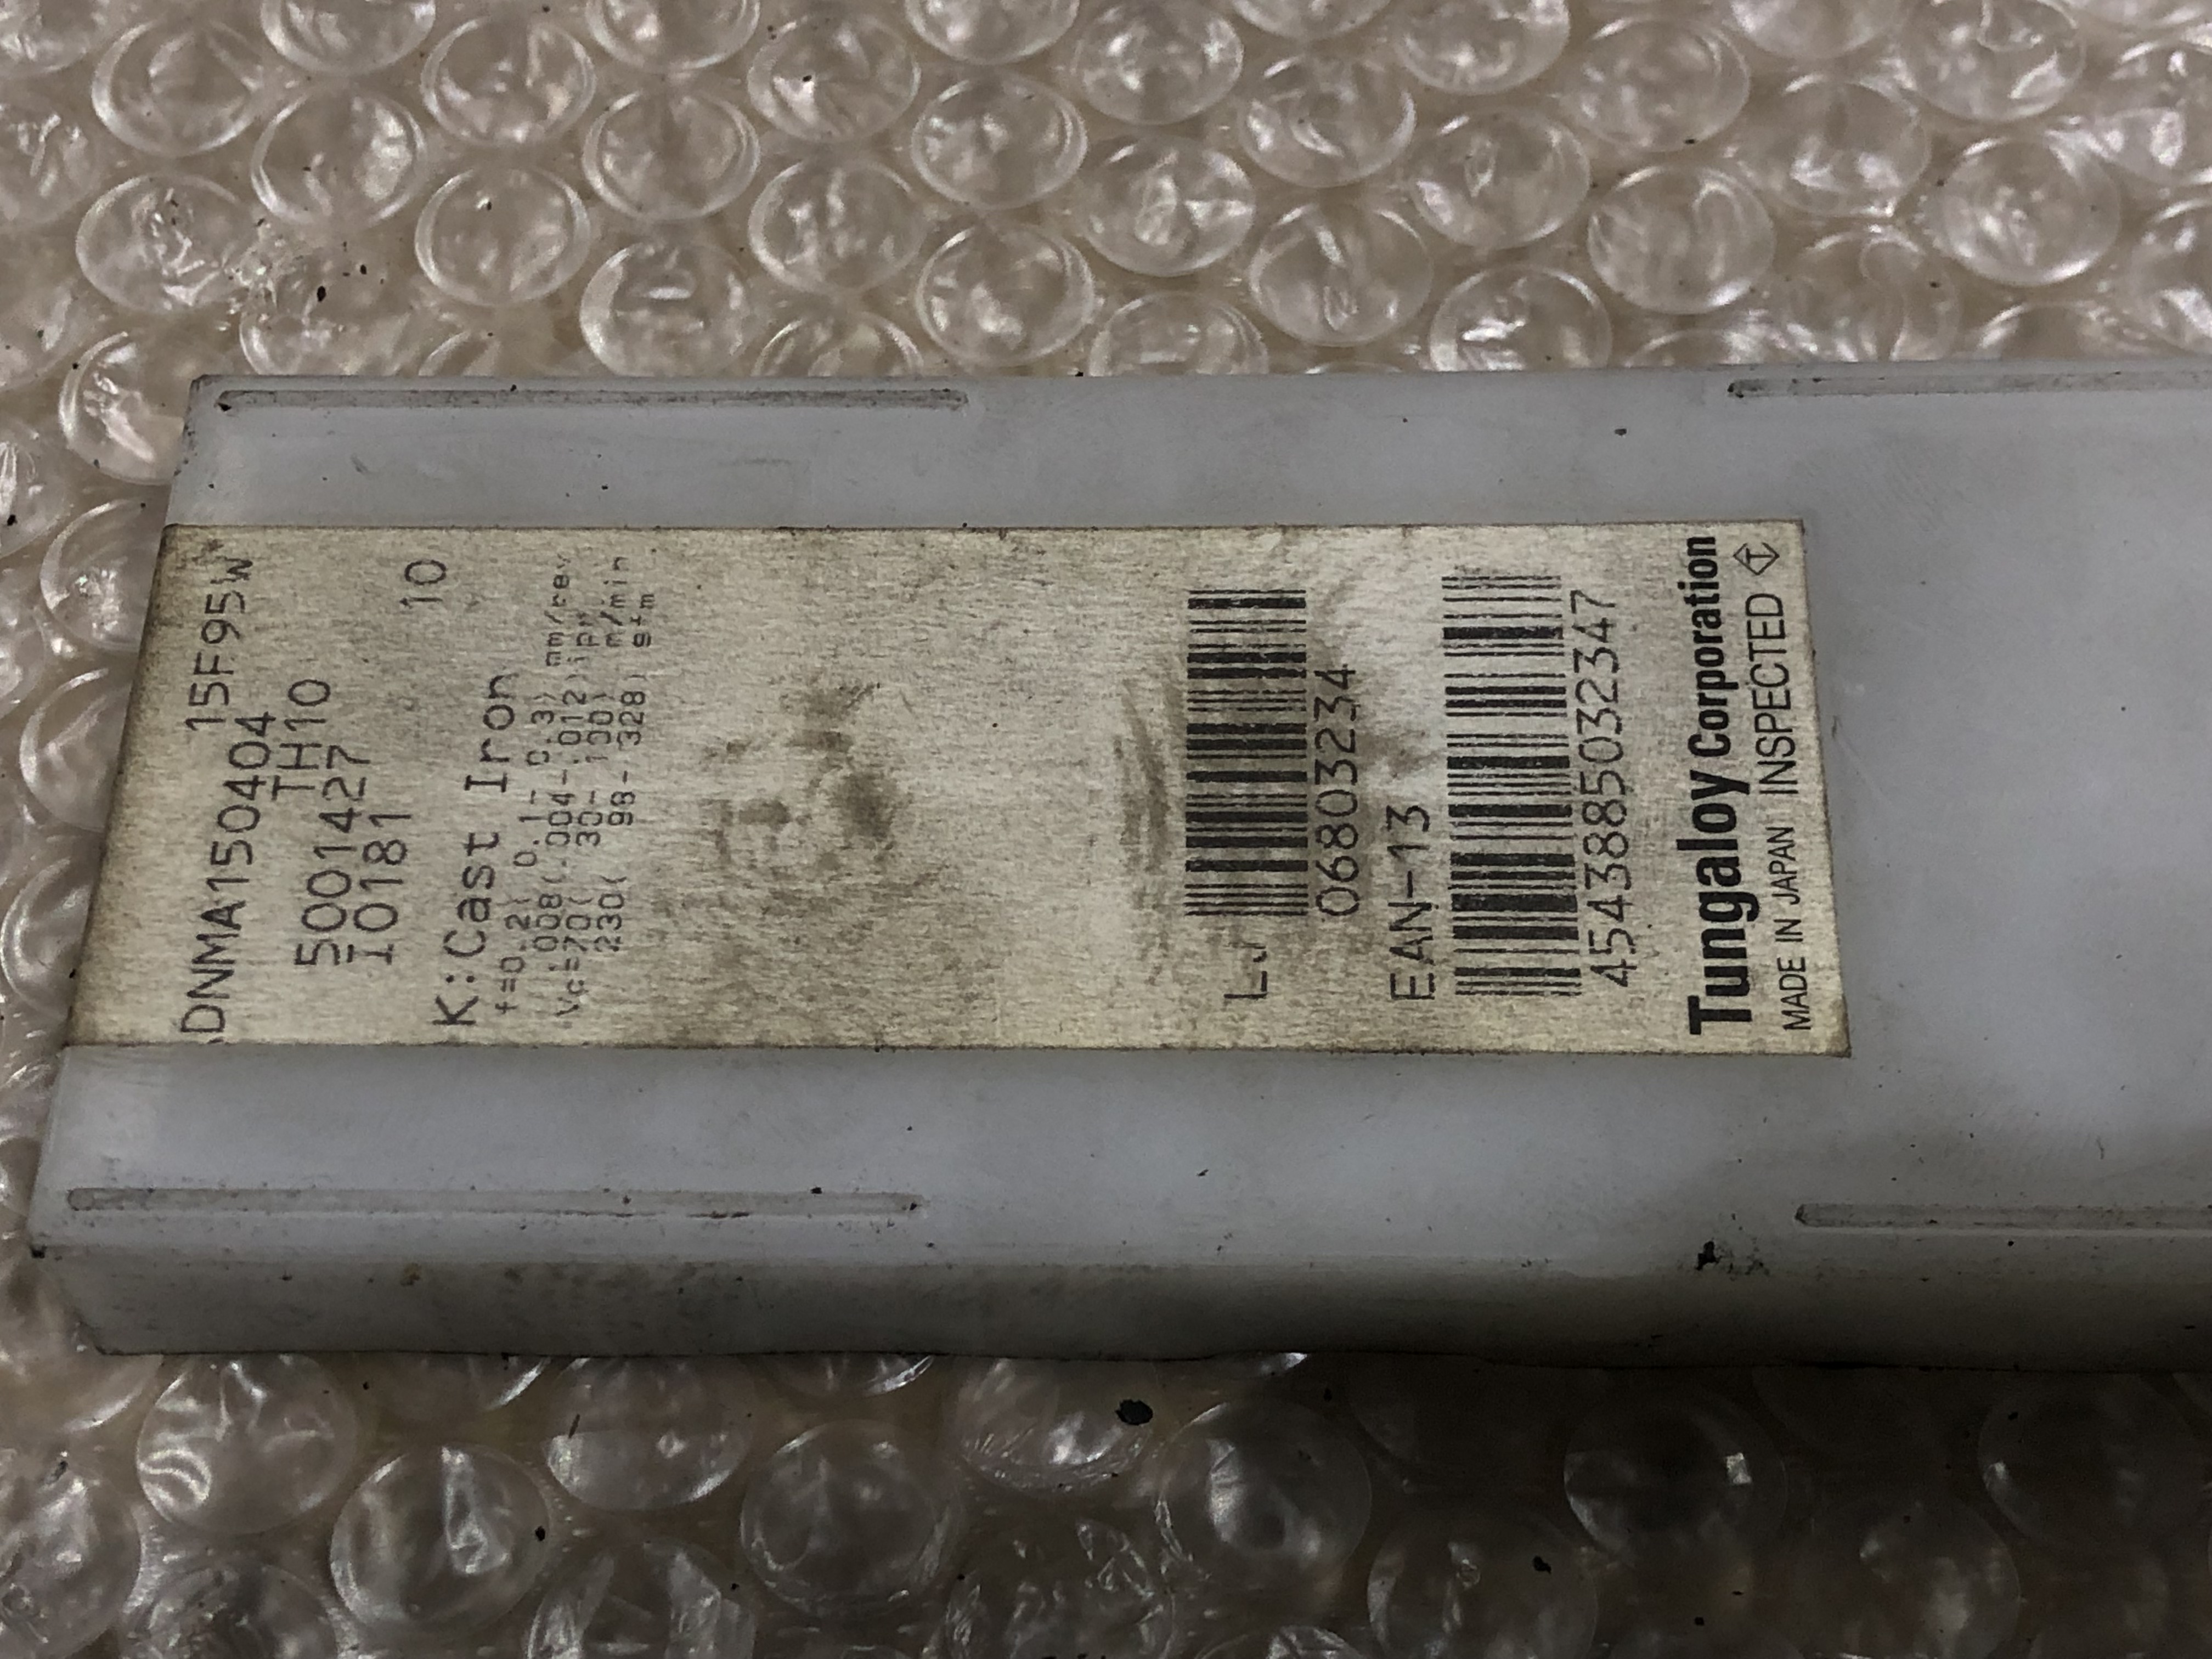 DNMA150404 15F95W
TH10
5001427
I0181 10
K:Cast Iron
f=0.2( 0.1- 0.3) mm/rev
.008(.004-.012)ipr
Vc=70( 30- 100) m/min
230( 98- 328) sfm
LJ
06803234
EAN-13
4543885032347
Tungaloy Corporation
MADE IN JAPAN INSPECTED